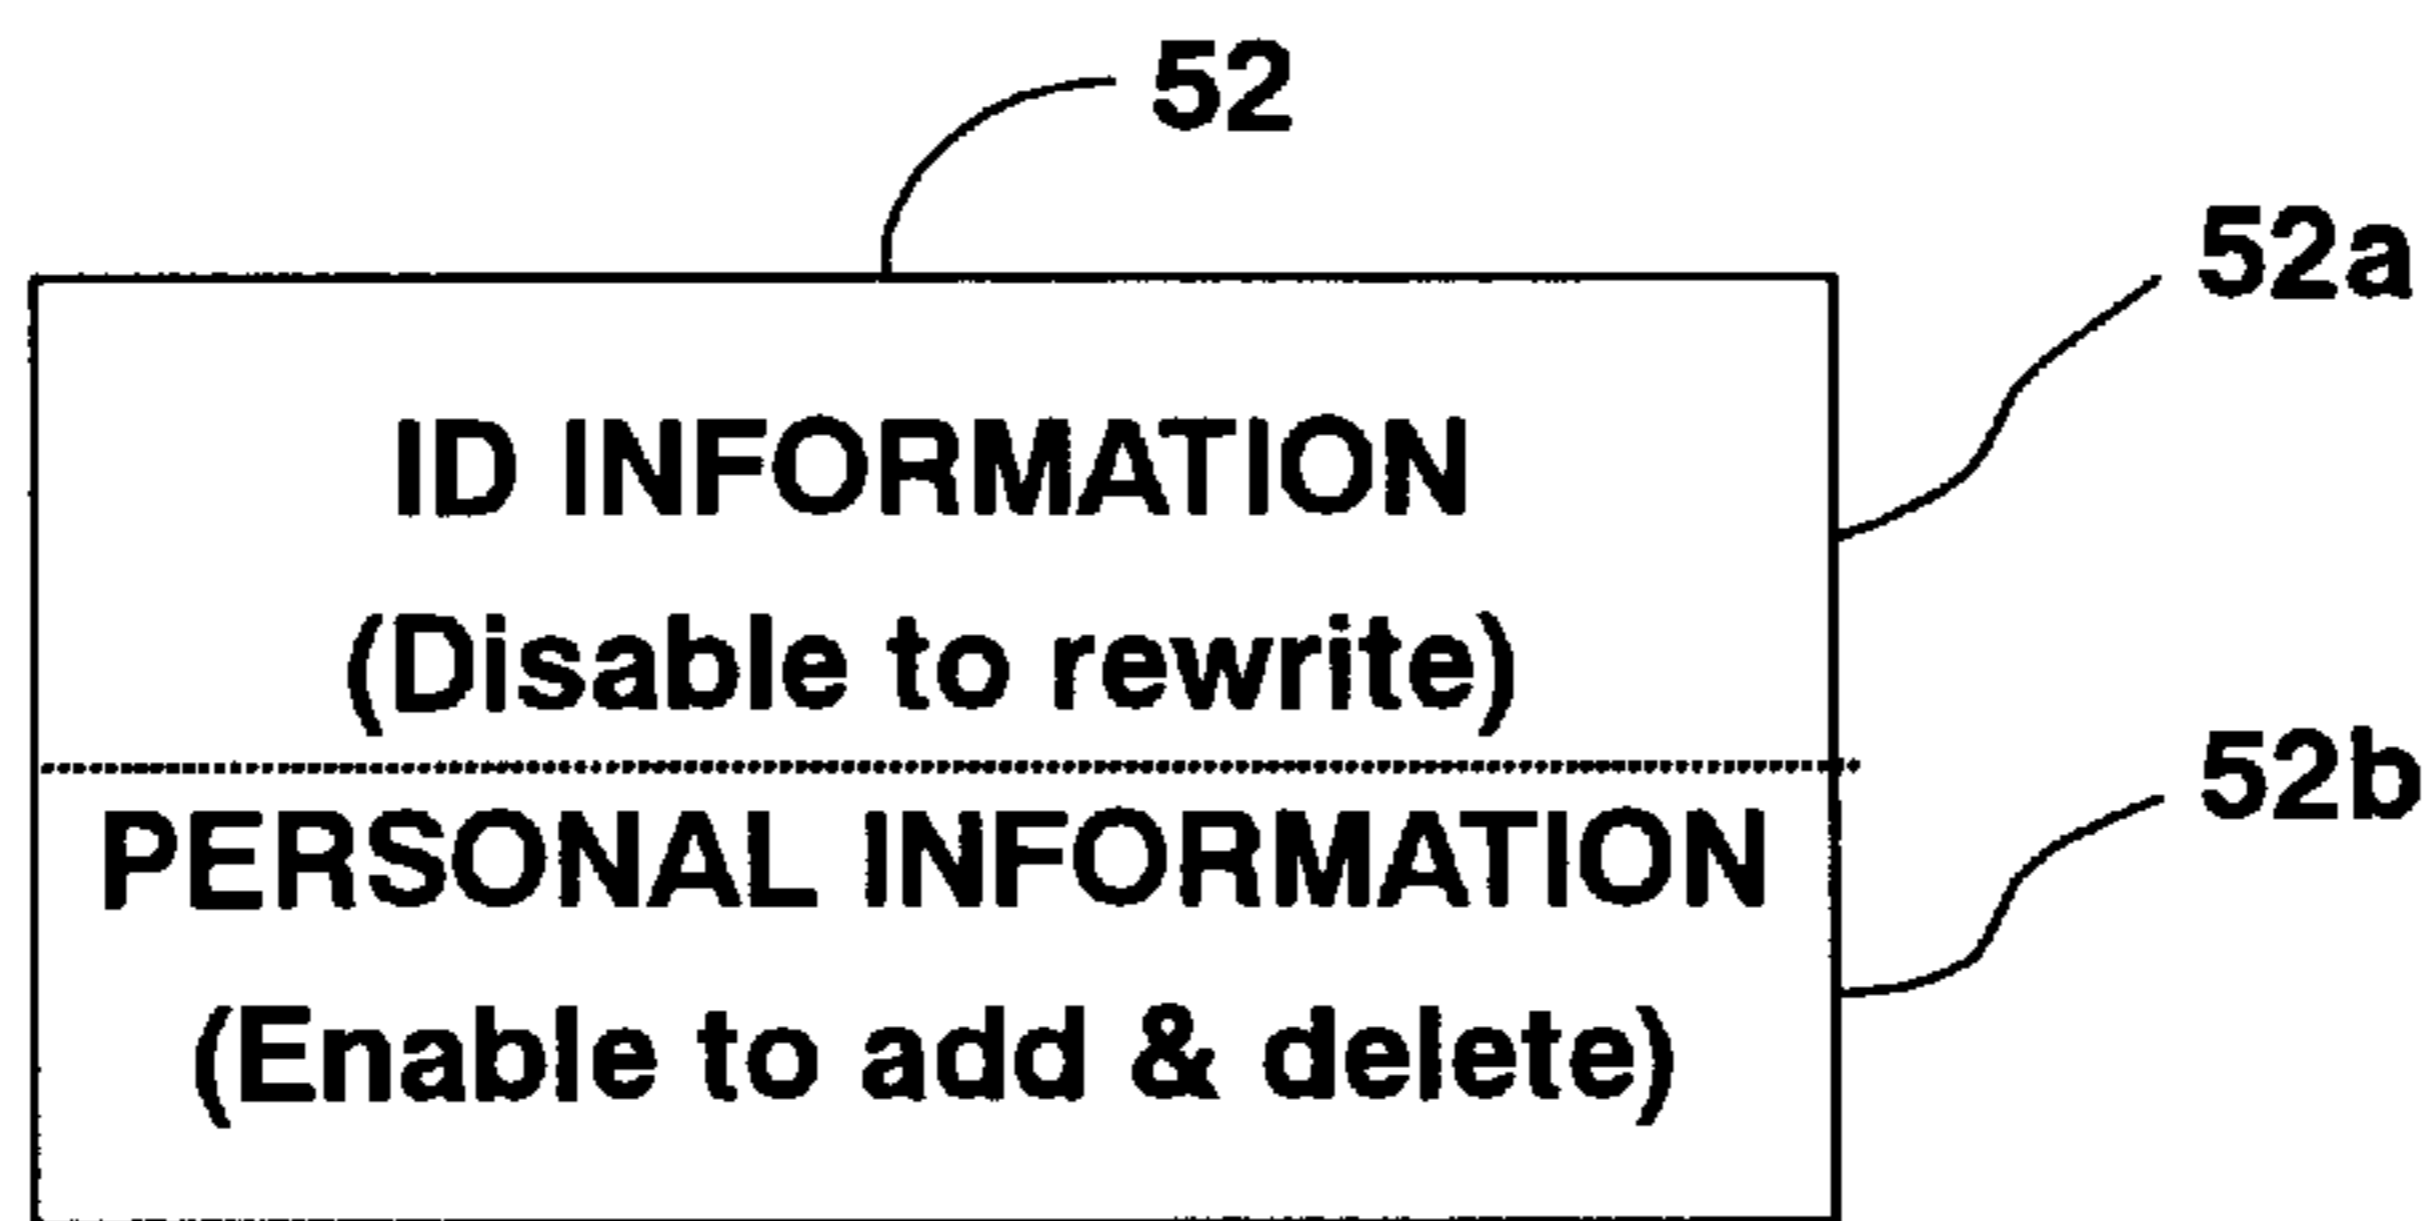 52
52a
ID INFORMATION
(Disable to rewrite)
52b
PERSONAL INFORMATION
(Enable to add & delete)